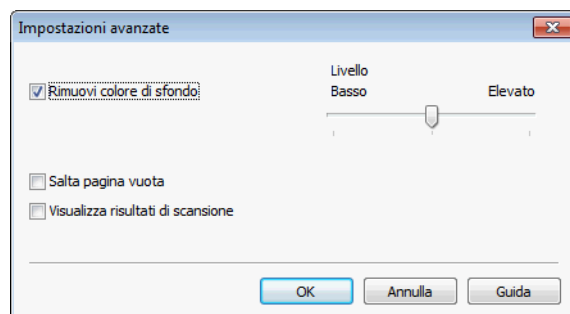 Impostazioni avanzate
Livello
Rimuovi colore di sfondo
Basso
Elevato
Salta pagina vuota
Visualizza risultati di scansione
OK
Annulla
Guida